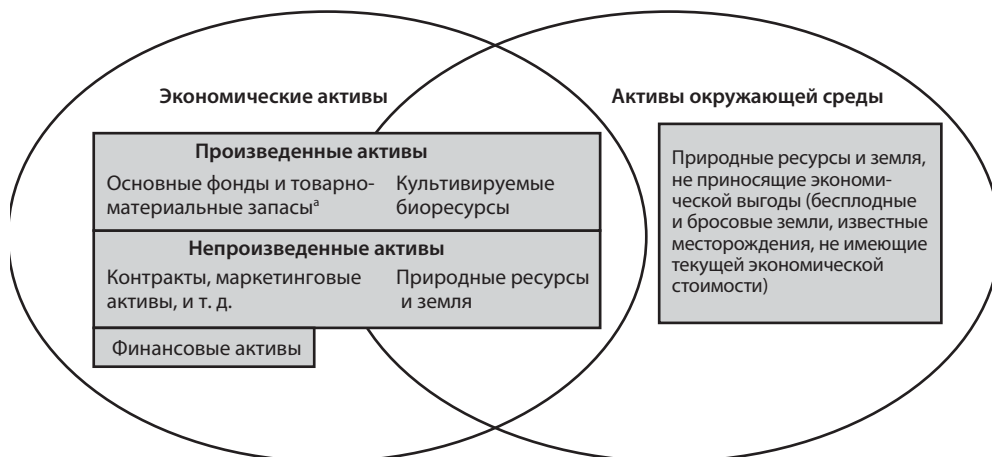 Экономические активы
Активы окружающей среды
Произведенные активы
Основные фонды и товарно-
материальные запасыª
Культивируемые
биоресурсы
Непроизведенные активы
Контракты, маркетинговые
активы, и т. д.
Природные ресурсы
и земля
Финансовые активы
Природные ресурсы и земля,
не приносящие экономи-
ческой выгоды (бесплодные
и бросовые земли, известные
месторождения, не имеющие
текущей экономической
стоимости)